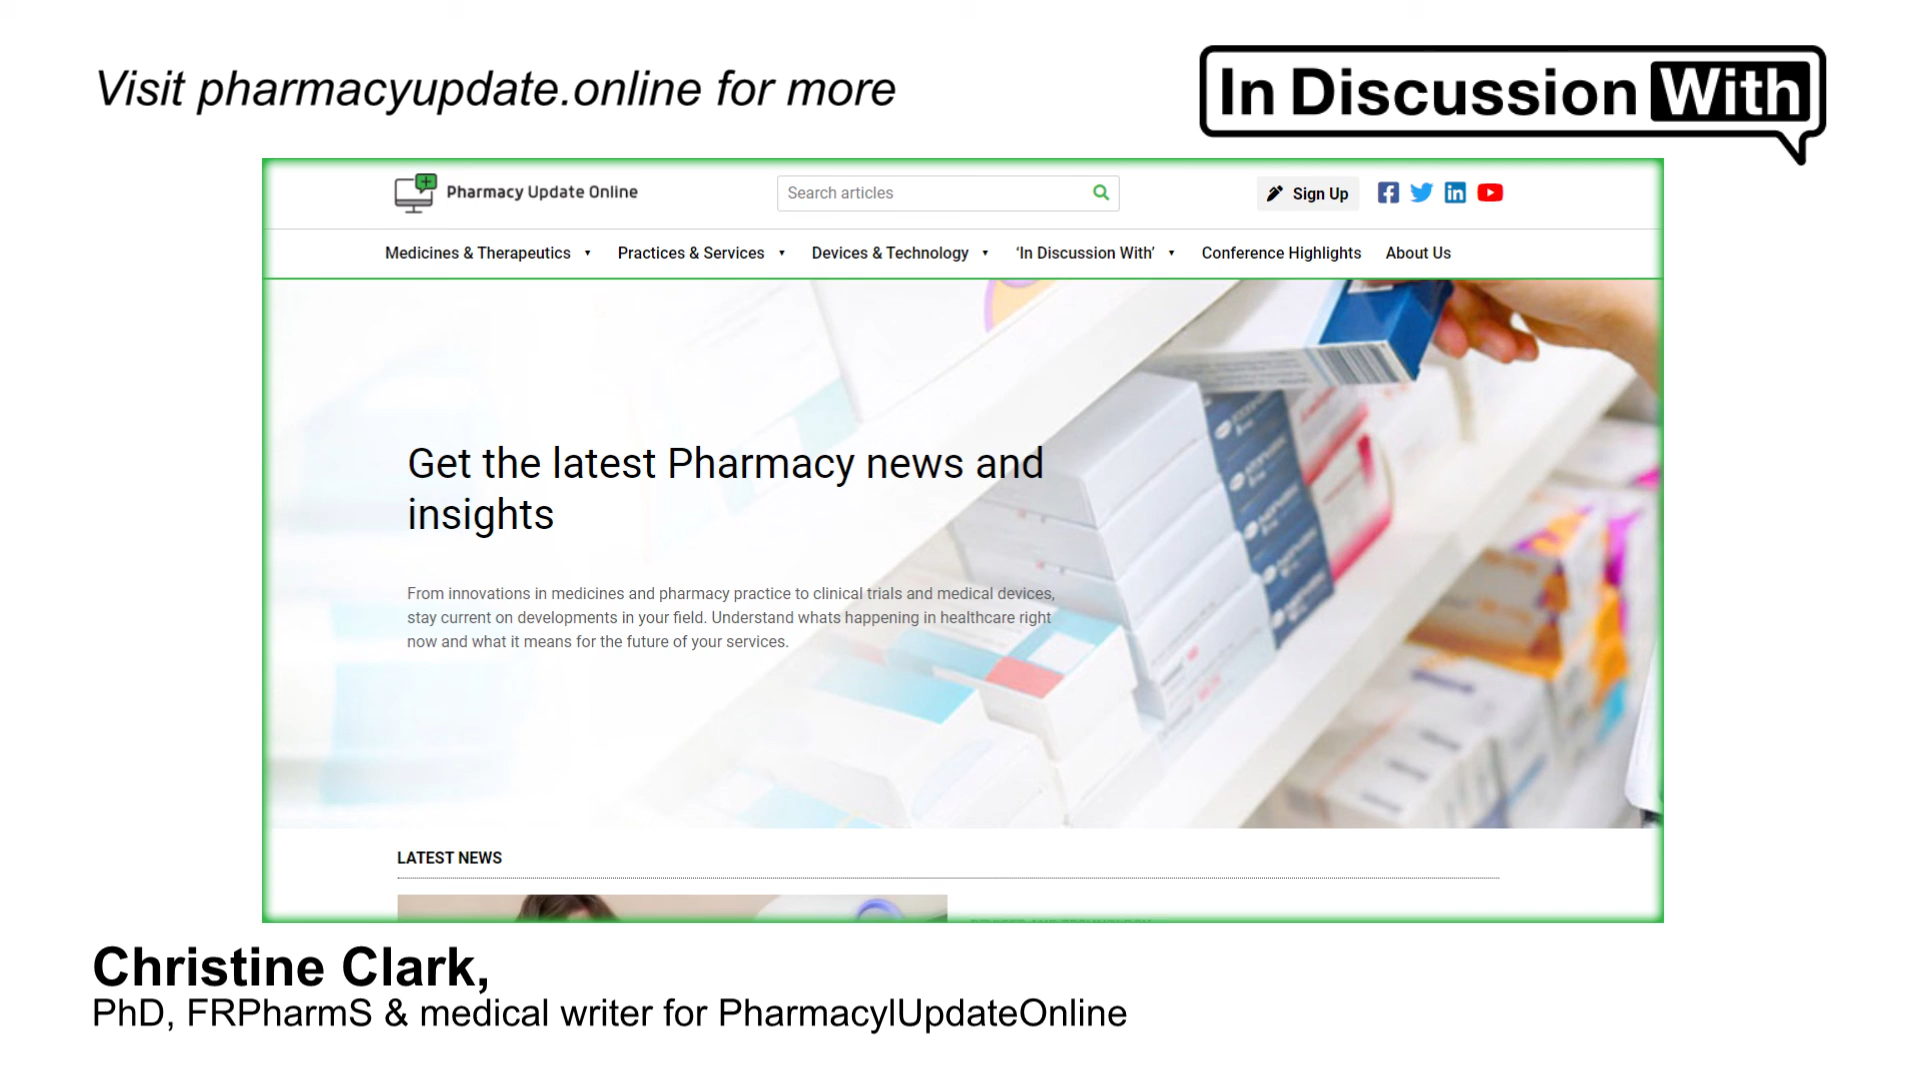 Visit pharmacyupdate.online for more
In Discussion With
Pharmacy Update Online
Search articles
Sign Up
Medicines & Therapeutics
Practices & Services
Devices & Technology
‘In Discussion With’
Conference Highlights
About Us
Get the latest Pharmacy news and
insights
From innovations in medicines and pharmacy practice to clinical trials and medical devices,
stay current on developments in your field. Understand whats happening in healthcare right
now and what it means for the future of your services.
LATEST NEWS
Christine Clark,
PhD, FRPharmS & medical writer for PharmacylUpdateOnline